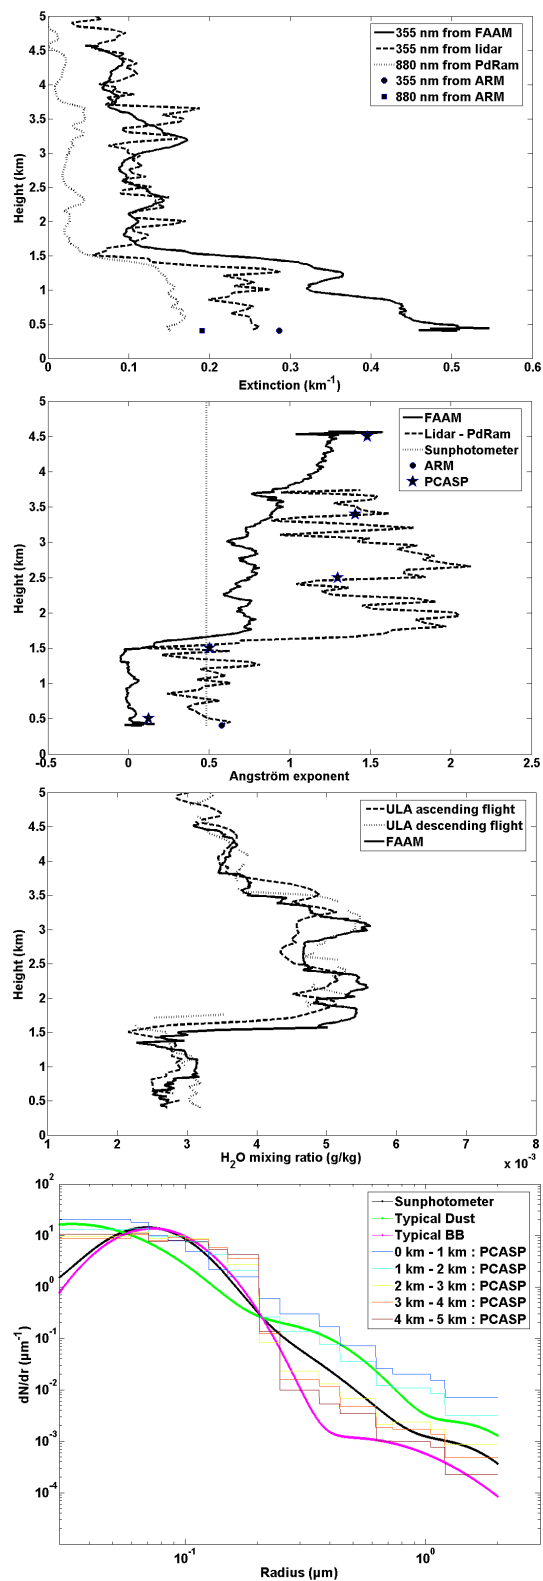 5
4.5
4
3.5
3
2.5
2
1.5
1
0.5
0
Height (km)
355 nm from FAAM
355 nm from lidar
880 nm from PdRam
355 nm from ARM
880 nm from ARM
0 0.1 0.2 0.3 0.4 0.5 0.6
Extinction (km⁻¹)
5
4.5
4
3.5
3
2.5
2
1.5
1
0.5
0
Height (km)
FAAM
Lidar - PdRam
Sunphotometer
ARM
PCASP
-0.5 0 0.5 1 1.5 2 2.5
Angström exponent
5
4.5
4
3.5
3
2.5
2
1.5
1
0.5
0
Height (km)
ULA ascending flight
ULA descending flight
FAAM
1 2 3 4 5 6 7 8
H₂O mixing ratio (g/kg)
x 10⁻³
10²
10¹
10⁰
10⁻¹
10⁻²
10⁻³
10⁻⁴
dN/dr (µm⁻¹)
Sunphotometer
Typical Dust
Typical BB
0 km - 1 km : PCASP
1 km - 2 km : PCASP
2 km - 3 km : PCASP
3 km - 4 km : PCASP
4 km - 5 km : PCASP
10⁻¹ 10⁰
Radius (µm)